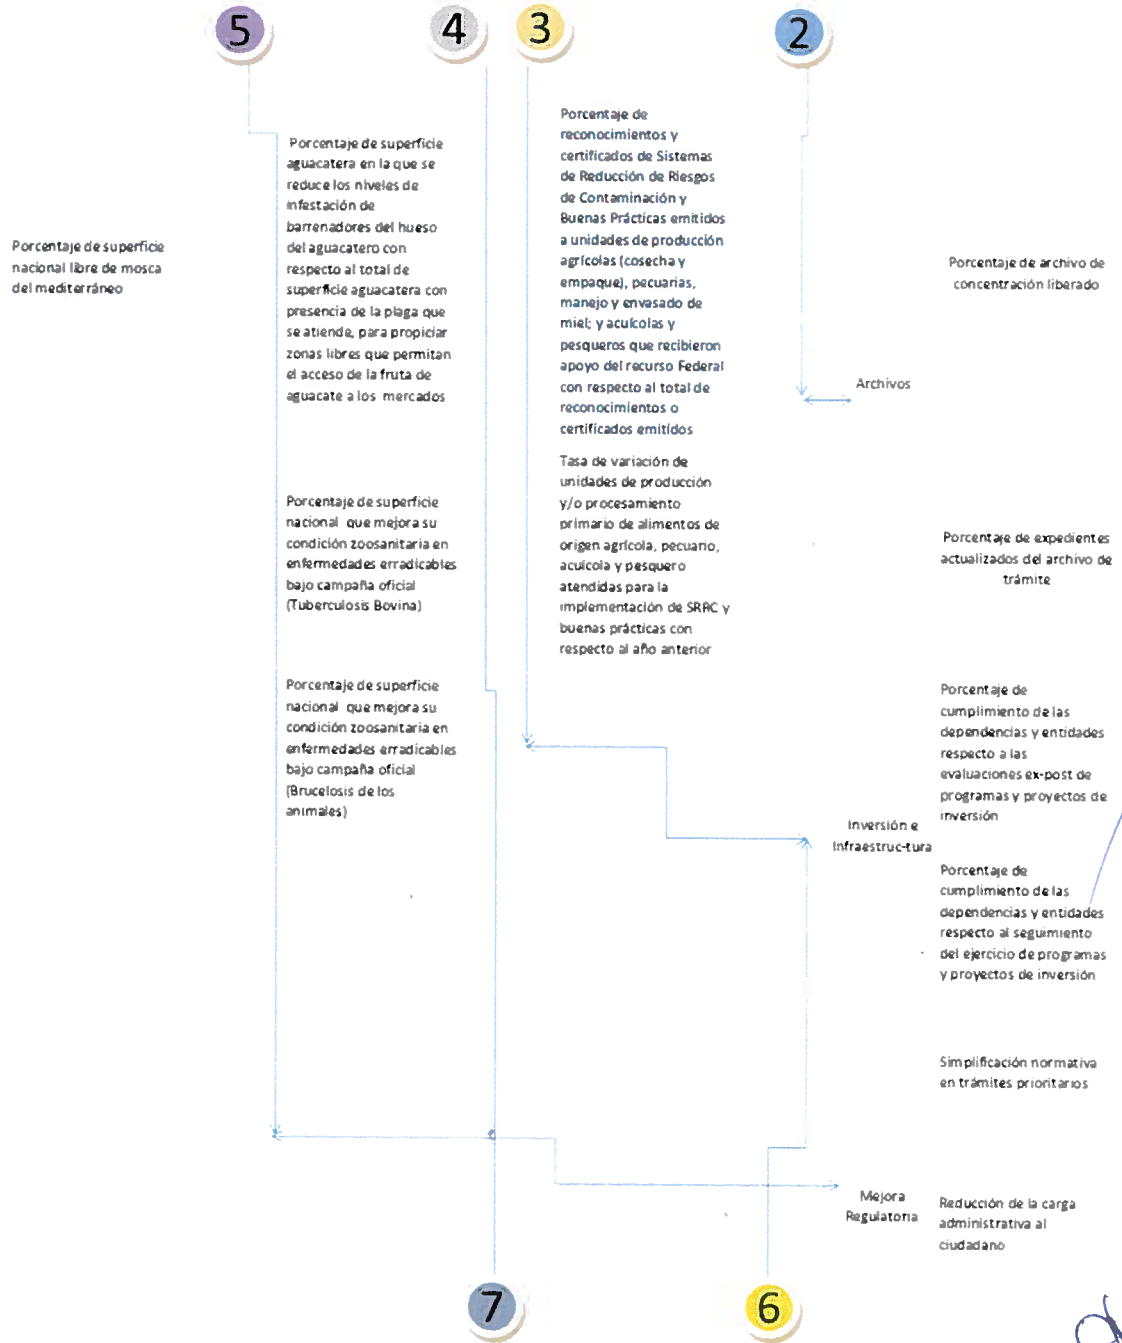 5
4
3
2
Porcentaje de superficie
nacional libre de mosca
del mediterráneo
Porcentaje de superficie
aguacatera en la que se
reduce los niveles de
infestación de
barrenadores del hueso
del aguacatero con
respecto al total de
superficie aguacatera con
presencia de la plaga que
se atiende, para propiciar
zonas libres que permitan
el acceso de la fruta de
aguacate a los mercados
Porcentaje de superficie
nacional que mejora su
condición zoosanitaria en
enfermedades erradicables
bajo campaña oficial
(Tuberculosis Bovina)
Porcentaje de superficie
nacional que mejora su
condición zoosanitaria en
enfermedades erradicables
bajo campaña oficial
(Brucelosis de los
animales)
Porcentaje de
reconocimientos y
certificados de Sistemas
de Reducción de Riesgos
de Contaminación y
Buenas Prácticas emitidos
a unidades de producción
agrícolas (cosecha y
empaque), pecuarias,
manejo y envasado de
miel; y acuícolas y
pesqueros que recibieron
apoyo del recurso Federal
con respecto al total de
reconocimientos o
certificados emitidos
Tasa de variación de
unidades de producción
y/o procesamiento
primario de alimentos de
origen agrícola, pecuario,
acuícola y pesquero
atendidas para la
implementación de SRRC y
buenas prácticas con
respecto al año anterior
Archivos
Porcentaje de archivo de
concentración liberado
Porcentaje de expedientes
actualizados del archivo de
trámite
Inversión e
Infraestruc-tura
Porcentaje de
cumplimiento de las
dependencias y entidades
respecto a las
evaluaciones ex-post de
programas y proyectos de
inversión
Porcentaje de
cumplimiento de las
dependencias y entidades
respecto al seguimiento
del ejercicio de programas
y proyectos de inversión
Simplificación normativa
en trámites prioritarios
Mejora
Regulatoria
Reducción de la carga
administrativa al
ciudadano
7
6